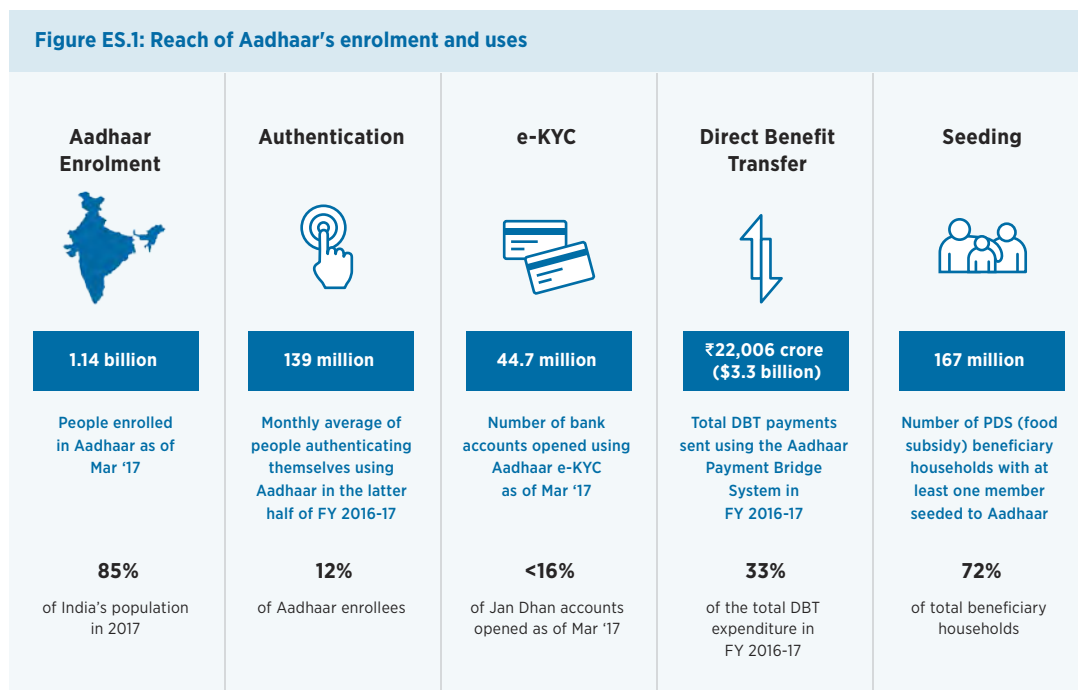 Figure ES.1: Reach of Aadhaar's enrolment and uses
Aadhaar
Enrolment
1.14 billion
People enrolled
in Aadhaar as of
Mar ‘17
85%
of India’s population
in 2017
Authentication
139 million
Monthly average of
people authenticating
themselves using
Aadhaar in the latter
half of FY 2016-17
12%
of Aadhaar enrollees
e-KYC
44.7 million
Number of bank
accounts opened using
Aadhaar e-KYC
as of Mar ‘17
<16%
of Jan Dhan accounts
opened as of Mar ‘17
Direct Benefit
Transfer
₹22,006 crore
($3.3 billion)
Total DBT payments
sent using the Aadhaar
Payment Bridge
System in
FY 2016-17
33%
of the total DBT
expenditure in
FY 2016-17
Seeding
167 million
Number of PDS (food
subsidy) beneficiary
households with at
least one member
seeded to Aadhaar
72%
of total beneficiary
households